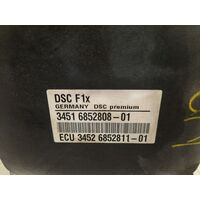 DSC F1x
GERMANY DSC premium
3451 6852808-01
ECU 3452 6852811-01